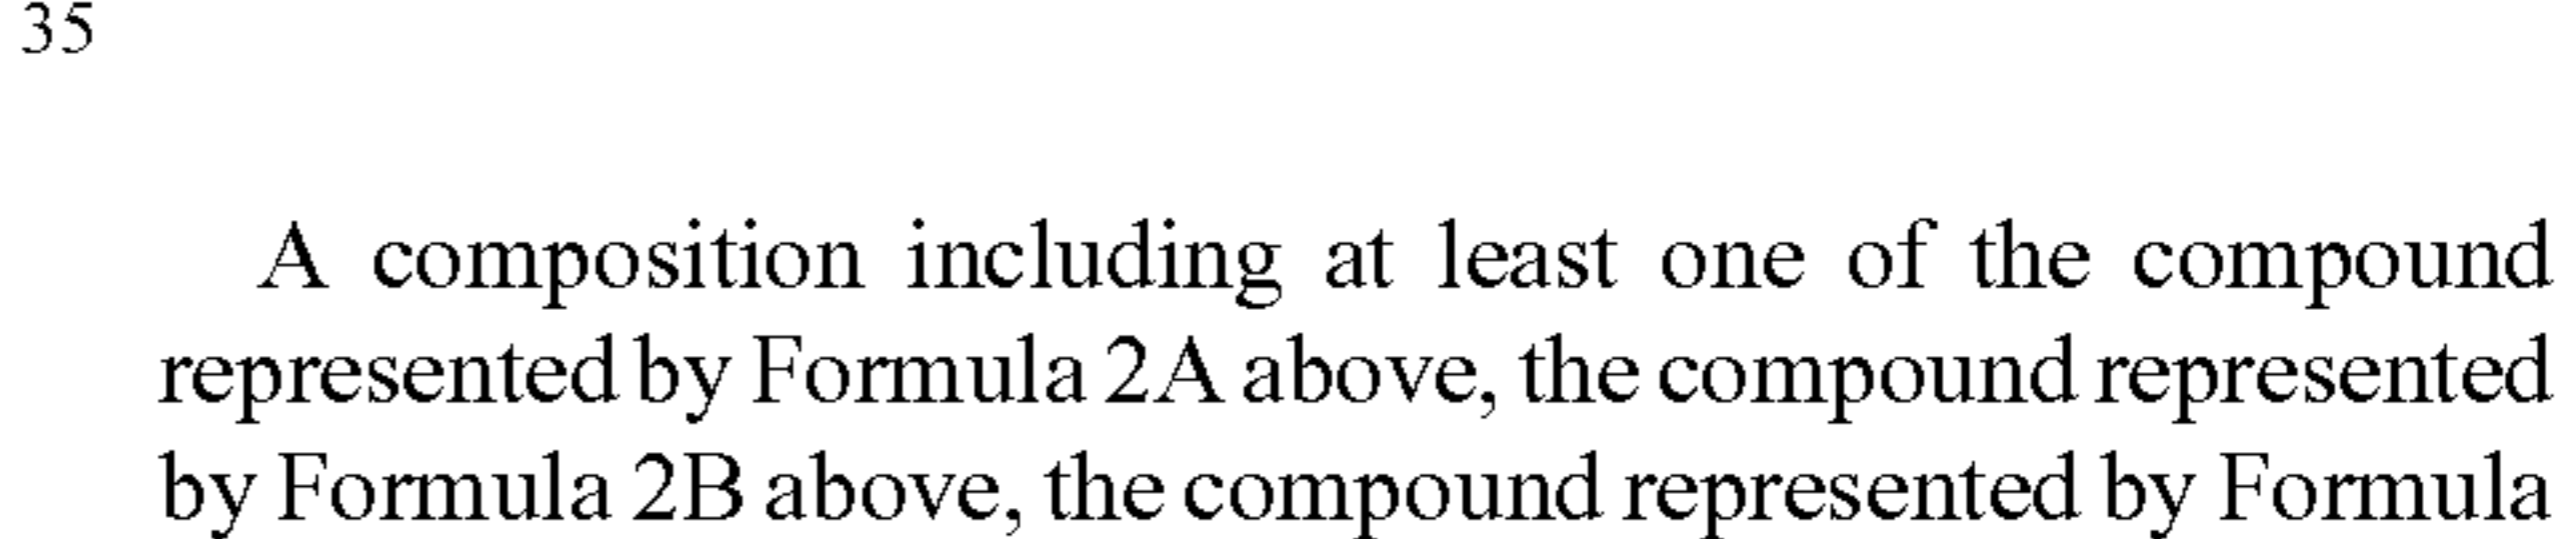 35
A composition including at least one of the compound
represented by Formula 2A above, the compound represented
by Formula 2B above, the compound represented by Formula